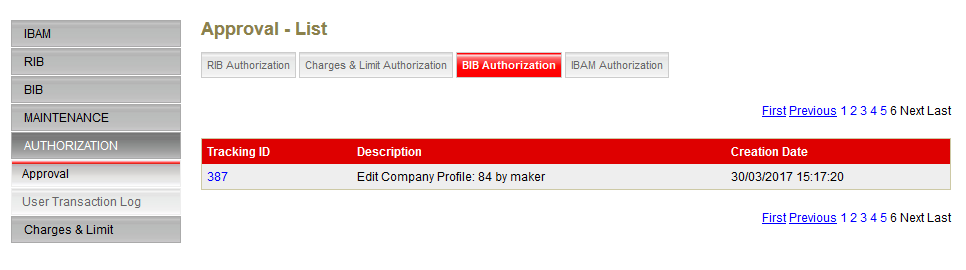 IBAM
RIB
BIB
MAINTENANCE
AUTHORIZATION
Approval
User Transaction Log
Charges & Limit
Approval - List
RIB Authorization Charges & Limit Authorization BIB Authorization IBAM Authorization
First Previous 1 2 3 4 5 6 Next Last
Tracking ID Description Creation Date
387 Edit Company Profile: 84 by maker 30/03/2017 15:17:20
First Previous 1 2 3 4 5 6 Next Last